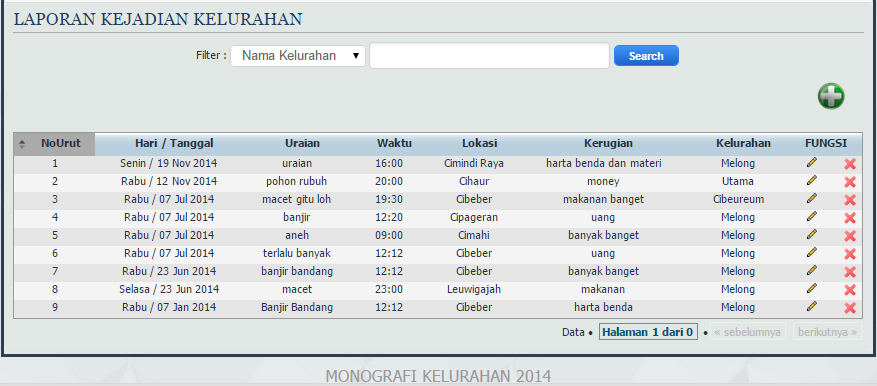 LAPORAN KEJADIAN KELURAHAN
Filter : Nama Kelurahan Search
NoUrut Hari / Tanggal Uraian Waktu Lokasi Kerugian Kelurahan FUNGSI
1 Senin / 19 Nov 2014 uraian 16:00 Cimindi Raya harta benda dan materi Melong
2 Rabu / 12 Nov 2014 pohon rubuh 20:00 Cihaur money Utama
3 Rabu / 07 Jul 2014 macet gitu loh 19:30 Cibeber makanan banget Cibeureum
4 Rabu / 07 Jul 2014 banjir 12:20 Cipageran uang Melong
5 Rabu / 07 Jul 2014 aneh 09:00 Cimahi banyak banget Melong
6 Rabu / 07 Jul 2014 terlalu banyak 12:12 Cibeber uang Melong
7 Rabu / 23 Jun 2014 banjir bandang 12:12 Cibeber banyak banget Melong
8 Selasa / 23 Jun 2014 macet 23:00 Leuwigajah makanan Melong
9 Rabu / 07 Jan 2014 Banjir Bandang 12:12 Cibeber harta benda Melong
Data • Halaman 1 dari 0 • « sebelumnya berikutnya »
MONOGRAFI KELURAHAN 2014